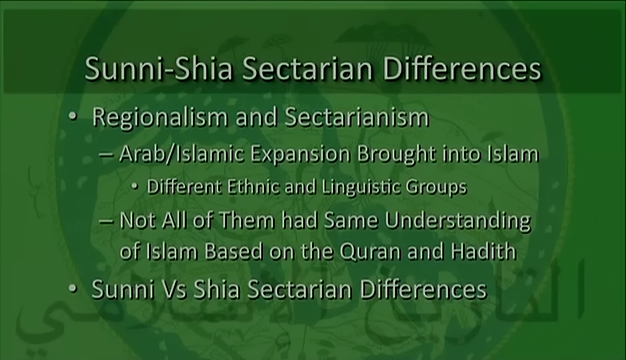 Sunni-Shia Sectarian Differences
• Regionalism and Sectarianism
– Arab/Islamic Expansion Brought into Islam
• Different Ethnic and Linguistic Groups
– Not All of Them had Same Understanding
of Islam Based on the Quran and Hadith
• Sunni Vs Shia Sectarian Differences
التاريخ الإسلامي